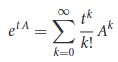 e^{tA} = \sum_{k=0}^{\infty} \frac{t^k}{k!} A^k